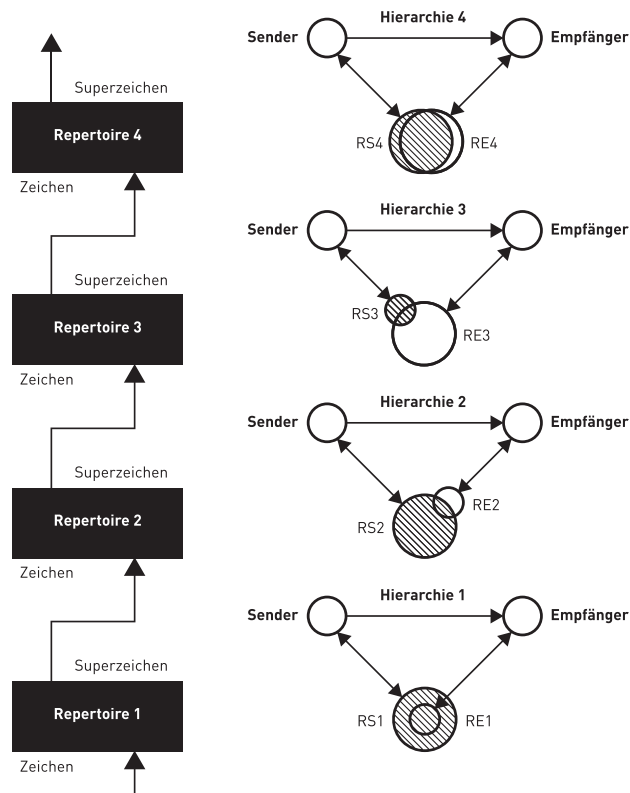 Superzeichen
Repertoire 4
Zeichen
Superzeichen
Repertoire 3
Zeichen
Superzeichen
Repertoire 2
Zeichen
Superzeichen
Repertoire 1
Zeichen
Hierarchie 4
Sender
Empfänger
RS4
RE4
Hierarchie 3
Sender
Empfänger
RS3
RE3
Hierarchie 2
Sender
Empfänger
RS2
RE2
Hierarchie 1
Sender
Empfänger
RS1
RE1